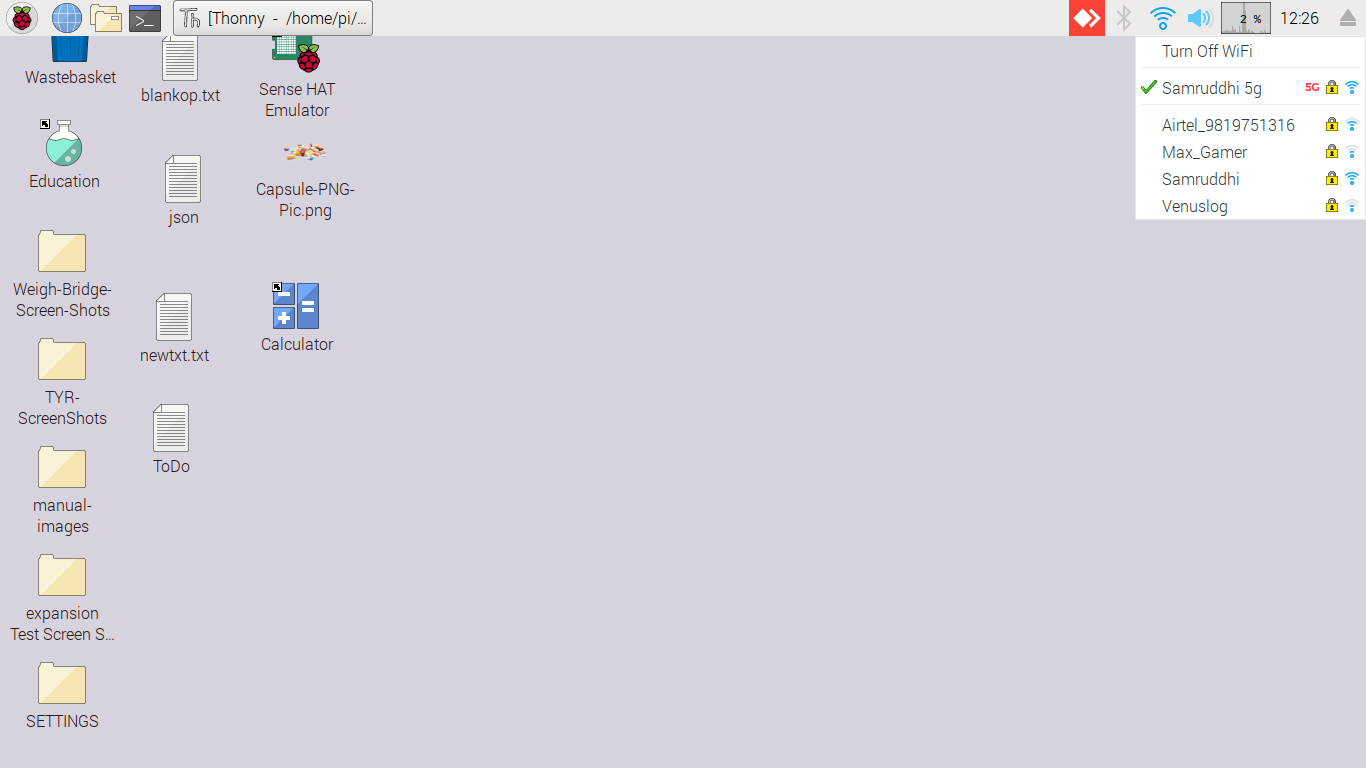 [Thonny - /home/pi/...
2 %
12:26
Wastebasket
Education
Weigh-Bridge-
Screen-Shots
TYR-
ScreenShots
manual-
images
expansion
Test Screen S...
SETTINGS
blankop.txt
json
newtxt.txt
ToDo
Sense HAT
Emulator
Capsule-PNG-
Pic.png
Calculator
Turn Off WiFi
Samruddhi 5g 5G
Airtel_9819751316
Max_Gamer
Samruddhi
Venuslog